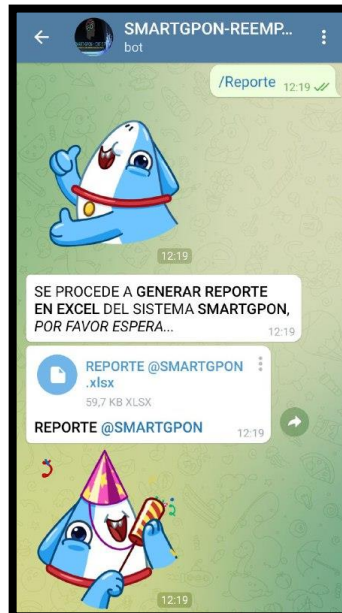 SMARTGPON-REEMP...
bot
/Reporte 12:19
12:19
SE PROCEDE A GENERAR REPORTE
EN EXCEL DEL SISTEMA SMARTGPON,
POR FAVOR ESPERA...
12:19
REPORTE @SMARTGPON
.xlsx
59,7 KB XLSX
REPORTE @SMARTGPON
12:19
12:19